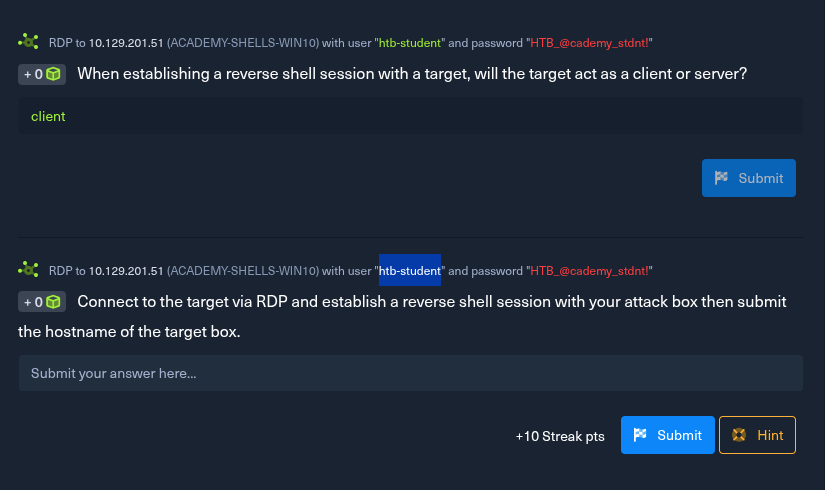 RDP to 10.129.201.51 (ACADEMY-SHELLS-WIN10) with user "htb-student" and password "HTB_@cademy_stdnt!"
+ 0 When establishing a reverse shell session with a target, will the target act as a client or server?
client
Submit
RDP to 10.129.201.51 (ACADEMY-SHELLS-WIN10) with user "htb-student" and password "HTB_@cademy_stdnt!"
+ 0 Connect to the target via RDP and establish a reverse shell session with your attack box then submit
the hostname of the target box.
Submit your answer here...
+10 Streak pts Submit Hint